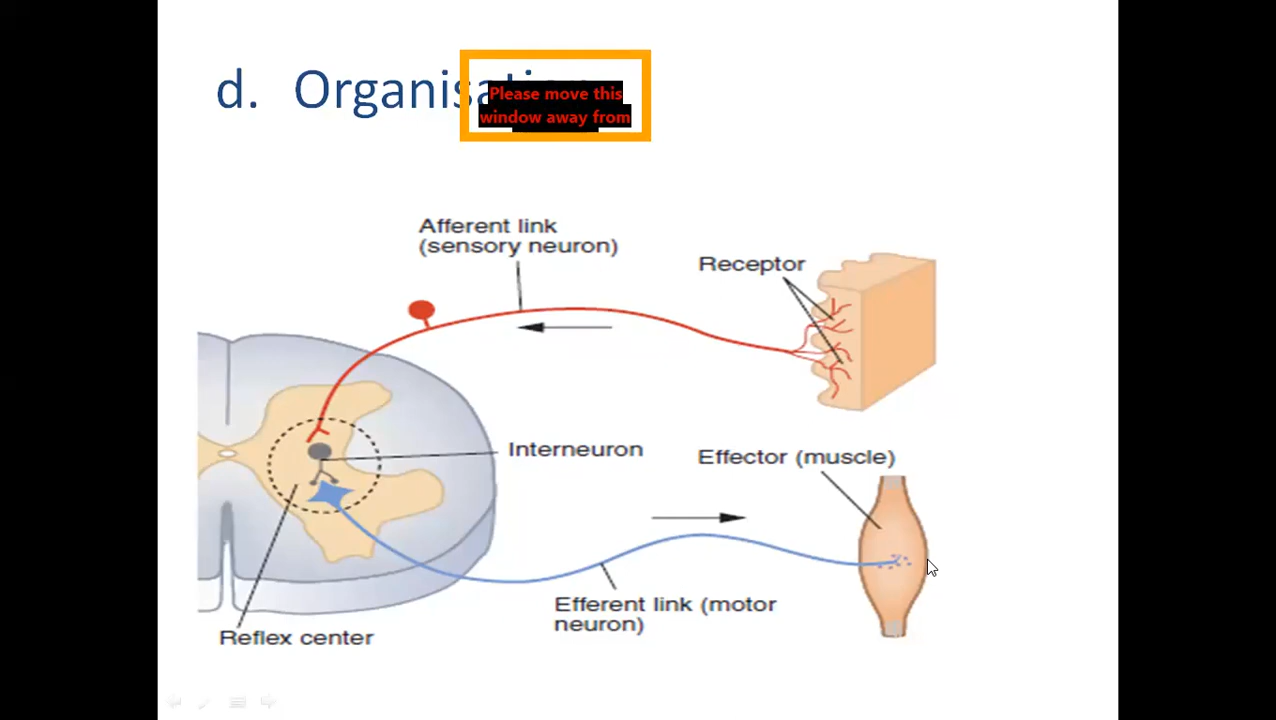 d. Organisation
Please move this
window away from
Afferent link
(sensory neuron)
Receptor
Interneuron
Effector (muscle)
Efferent link (motor
neuron)
Reflex center